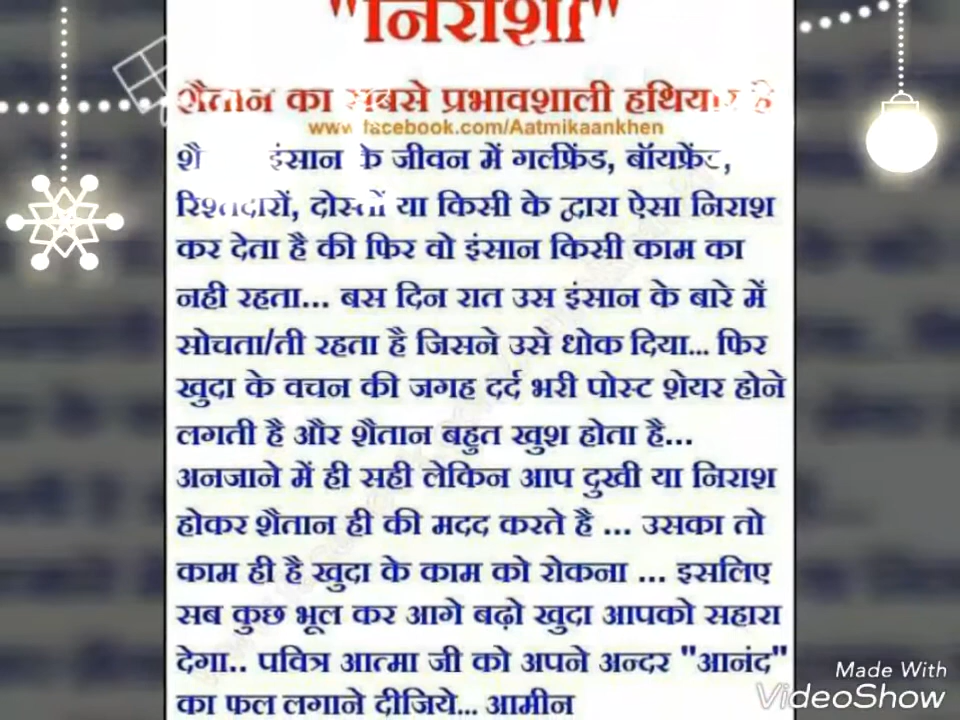 "निराशा"
शैतान का सबसे प्रभावशाली हथियार है
www.facebook.com/Aatmikaankhen
इंसान के जीवन में गर्लफ्रेंड, बॉयफ्रेंड,
रिश्तेदारों, दोस्तों या किसी के द्वारा ऐसा निराश
कर देता है की फिर वो इंसान किसी काम का
नही रहता... बस दिन रात उस इंसान के बारे में
सोचता/ती रहता है जिसने उसे धोक दिया... फिर
खुदा के वचन की जगह दर्द भरी पोस्ट शेयर होने
लगती है और शैतान बहुत खुश होता है...
अनजाने में ही सही लेकिन आप दुखी या निराश
होकर शैतान ही की मदद करते है ... उसका तो
काम ही है खुदा के काम को रोकना ... इसलिए
सब कुछ भूल कर आगे बढ़ो खुदा आपको सहारा
देगा.. पवित्र आत्मा जी को अपने अन्दर "आनंद"
का फल लगाने दीजिये... आमीन
Made With
VideoShow